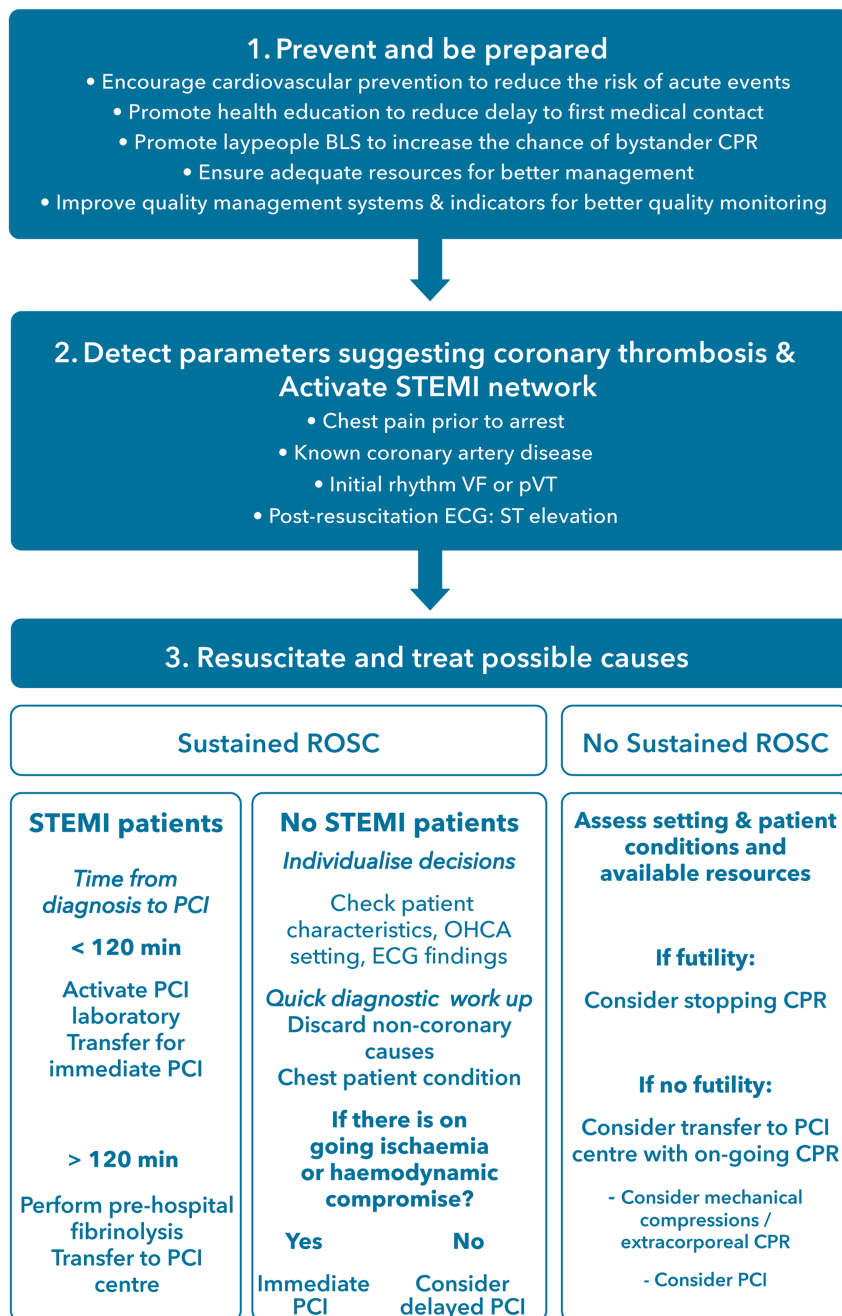 1. Prevent and be prepared
• Encourage cardiovascular prevention to reduce the risk of acute events
• Promote health education to reduce delay to first medical contact
• Promote laypeople BLS to increase the chance of bystander CPR
• Ensure adequate resources for better management
• Improve quality management systems & indicators for better quality monitoring
2. Detect parameters suggesting coronary thrombosis &
Activate STEMI network
• Chest pain prior to arrest
• Known coronary artery disease
• Initial rhythm VF or pVT
• Post-resuscitation ECG: ST elevation
3. Resuscitate and treat possible causes
Sustained ROSC
No Sustained ROSC
STEMI patients
Time from
diagnosis to PCI
< 120 min
Activate PCI
laboratory
Transfer for
immediate PCI
> 120 min
Perform pre-hospital
fibrinolysis
Transfer to PCI
centre
No STEMI patients
Individualise decisions
Check patient
characteristics, OHCA
setting, ECG findings
Quick diagnostic work up
Discard non-coronary
causes
Chest patient condition
If there is on
going ischaemia
or haemodynamic
compromise?
Yes
Immediate
PCI
No
Consider
delayed PCI
Assess setting & patient
conditions and
available resources
If futility:
Consider stopping CPR
If no futility:
Consider transfer to PCI
centre with on-going CPR
- Consider mechanical
compressions /
extracorporeal CPR
- Consider PCI